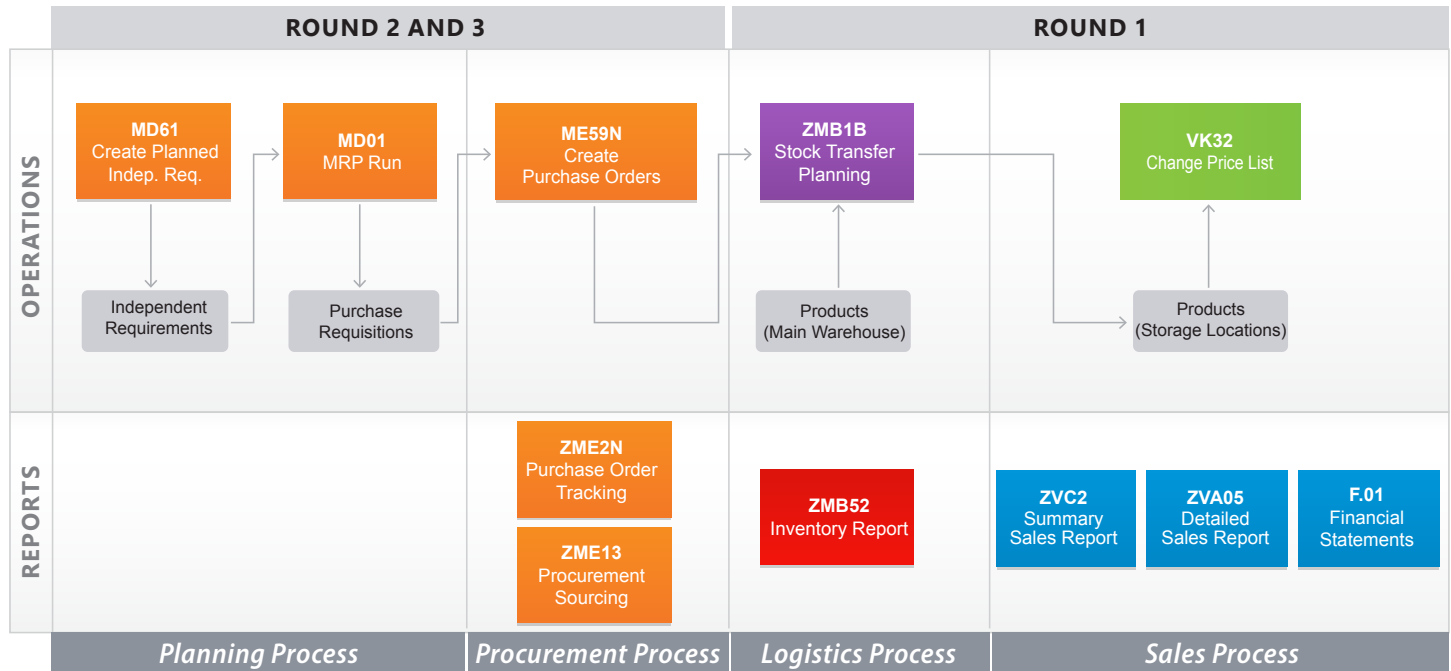 ROUND 2 AND 3
ROUND 1
OPERATIONS
MD61
Create Planned
Indep. Req.
MD01
MRP Run
ME59N
Create
Purchase Orders
ZMB1B
Stock Transfer
Planning
VK32
Change Price List
Independent
Requirements
Purchase
Requisitions
Products
(Main Warehouse)
Products
(Storage Locations)
REPORTS
ZME2N
Purchase Order
Tracking
ZME13
Procurement
Sourcing
ZMB52
Inventory Report
ZVC2
Summary
Sales Report
ZVA05
Detailed
Sales Report
F.01
Financial
Statements
Planning Process
Procurement Process
Logistics Process
Sales Process